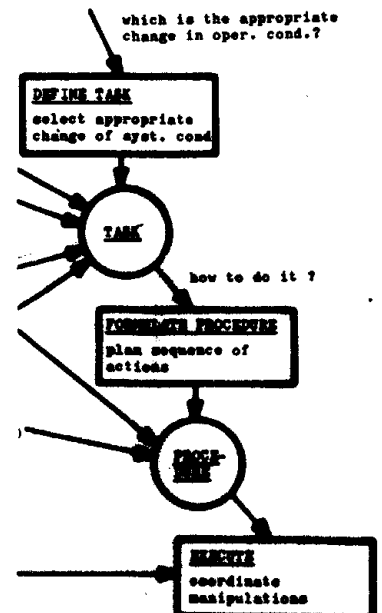 which is the appropriate
change in oper. cond.?
DEFINE TASK
select appropriate
change of syst. cond
TASK
how to do it ?
FORMULATE PROCEDURE
plan sequence of
actions
PROCE-
DURE
EXECUTE
coordinate
manipulations
)